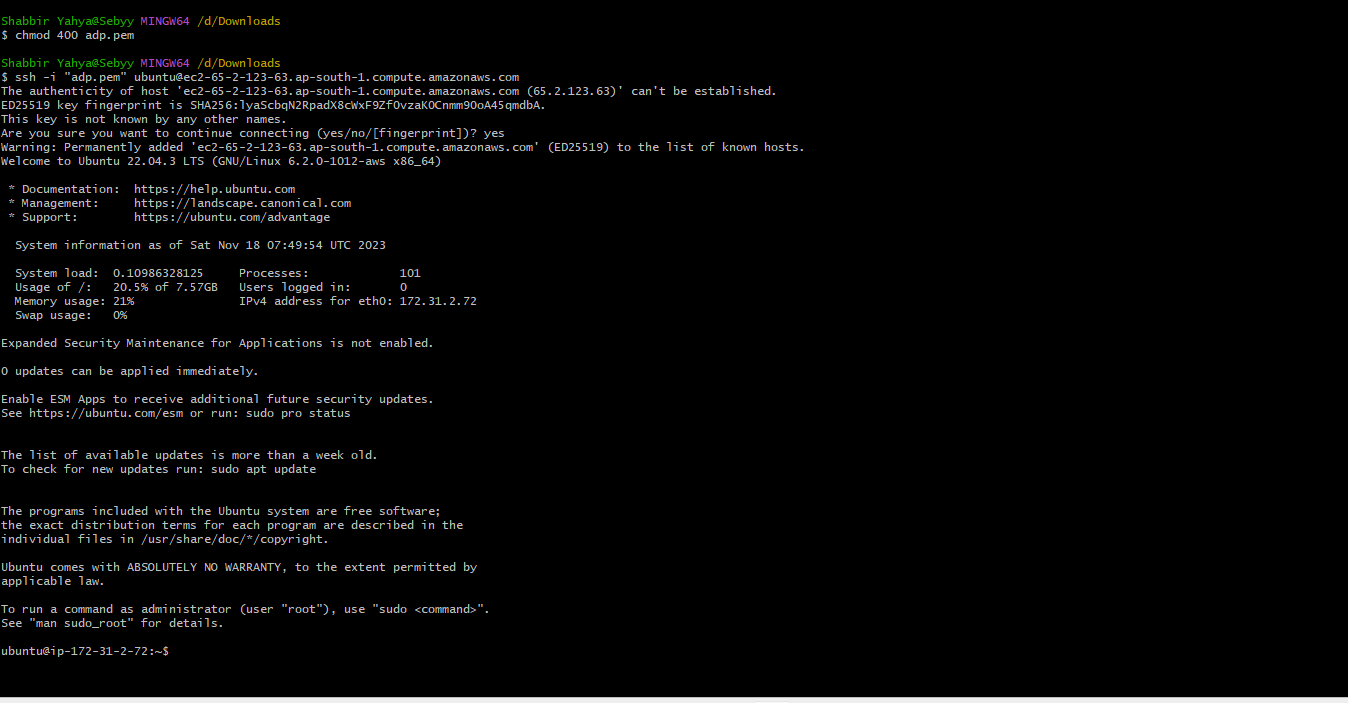 Shabbir Yahya@Sebyy MINGW64 /d/Downloads
$ chmod 400 adp.pem
Shabbir Yahya@Sebyy MINGW64 /d/Downloads
$ ssh -i "adp.pem" ubuntu@ec2-65-2-123-63.ap-south-1.compute.amazonaws.com
The authenticity of host 'ec2-65-2-123-63.ap-south-1.compute.amazonaws.com (65.2.123.63)' can't be established.
ED25519 key fingerprint is SHA256:lyaScbqN2RpadX8cWxF9ZfOvzaKOCnmm9OoA45qmdbA.
This key is not known by any other names.
Are you sure you want to continue connecting (yes/no/[fingerprint])? yes
Warning: Permanently added 'ec2-65-2-123-63.ap-south-1.compute.amazonaws.com' (ED25519) to the list of known hosts.
Welcome to Ubuntu 22.04.3 LTS (GNU/Linux 6.2.0-1012-aws x86_64)
* Documentation:  https://help.ubuntu.com
* Management:     https://landscape.canonical.com
* Support:        https://ubuntu.com/advantage
System information as of Sat Nov 18 07:49:54 UTC 2023
System load:  0.10986328125     Processes:             101
Usage of /:   20.5% of 7.57GB   Users logged in:       0
Memory usage: 21%               IPv4 address for eth0: 172.31.2.72
Swap usage:   0%
Expanded Security Maintenance for Applications is not enabled.
0 updates can be applied immediately.
Enable ESM Apps to receive additional future security updates.
See https://ubuntu.com/esm or run: sudo pro status
The list of available updates is more than a week old.
To check for new updates run: sudo apt update
The programs included with the Ubuntu system are free software;
the exact distribution terms for each program are described in the
individual files in /usr/share/doc/*/copyright.
Ubuntu comes with ABSOLUTELY NO WARRANTY, to the extent permitted by
applicable law.
To run a command as administrator (user "root"), use "sudo <command>".
See "man sudo_root" for details.
ubuntu@ip-172-31-2-72:~$